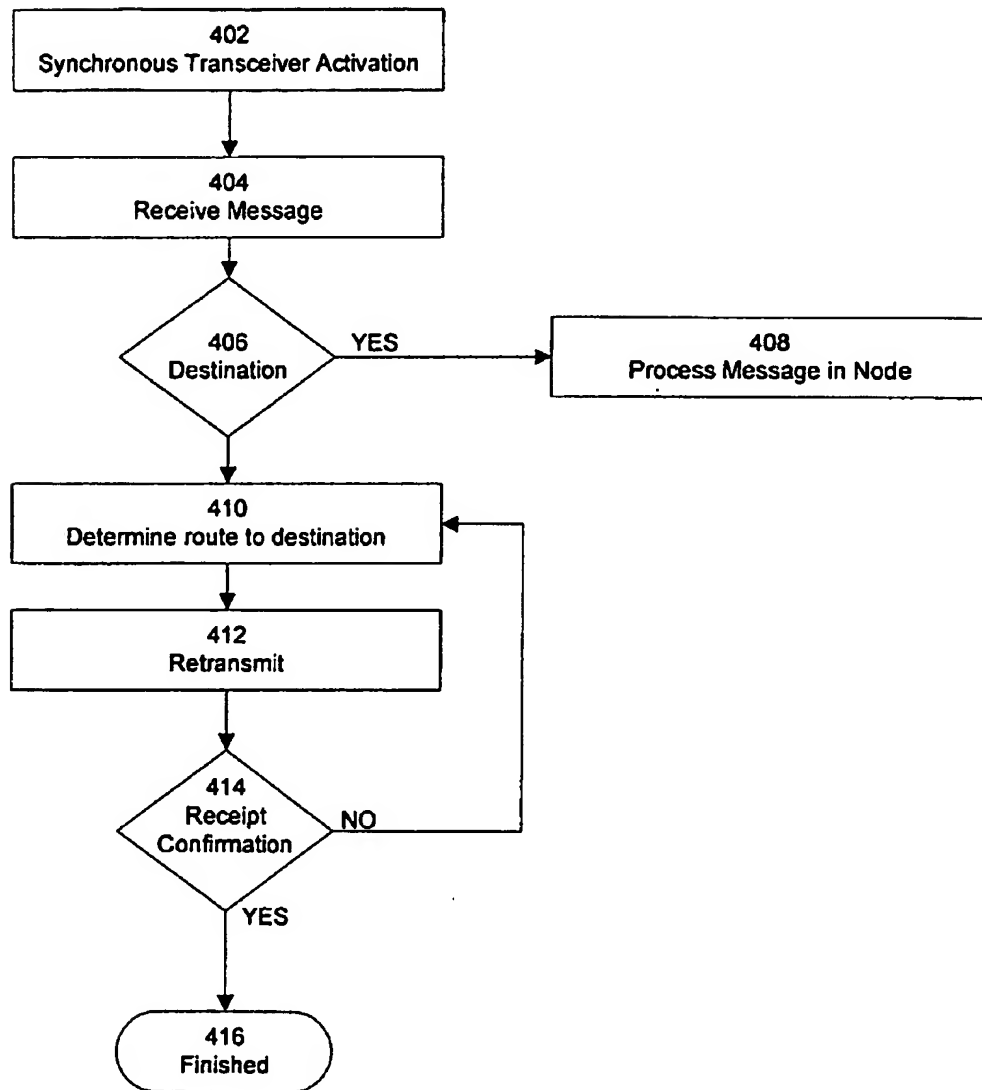 402
Synchronous Transceiver Activation
404
Receive Message
406
Destination
YES
408
Process Message in Node
410
Determine route to destination
412
Retransmit
414
Receipt
Confirmation
NO
YES
416
Finished